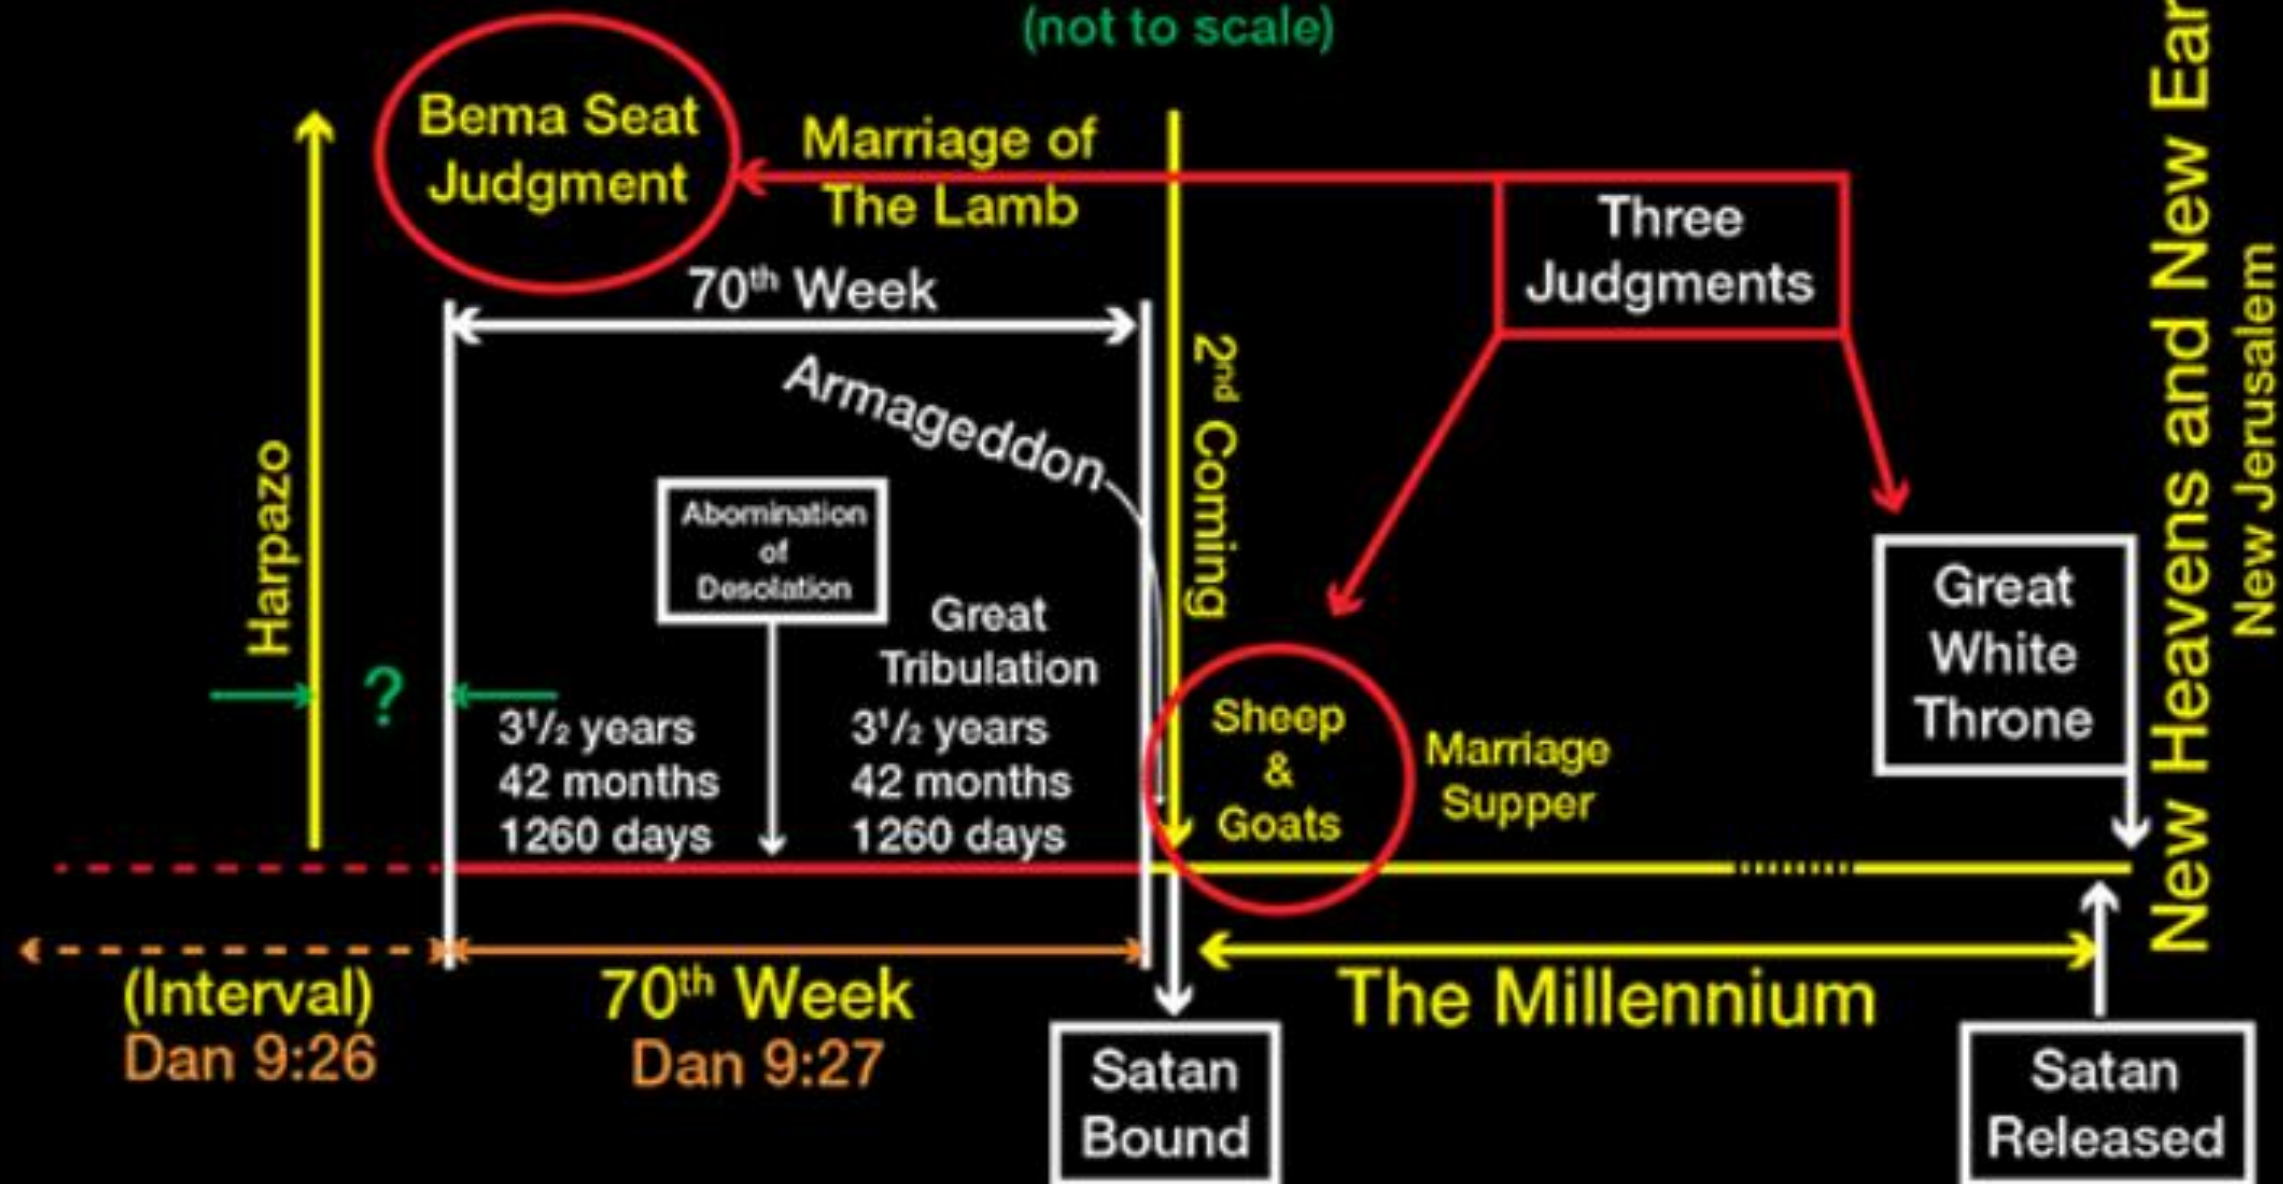 (not to scale)
Bema Seat
Judgment
Marriage of
The Lamb
Three
Judgments
70th Week
Armageddon
2nd Coming
Harpazo
Abomination
of
Desolation
Great
Tribulation
?
3½ years
42 months
1260 days
3½ years
42 months
1260 days
Sheep
&
Goats
Marriage
Supper
Great
White
Throne
New Heavens and New Ear
New Jerusalem
(Interval)
Dan 9:26
70th Week
Dan 9:27
The Millennium
Satan
Bound
Satan
Released